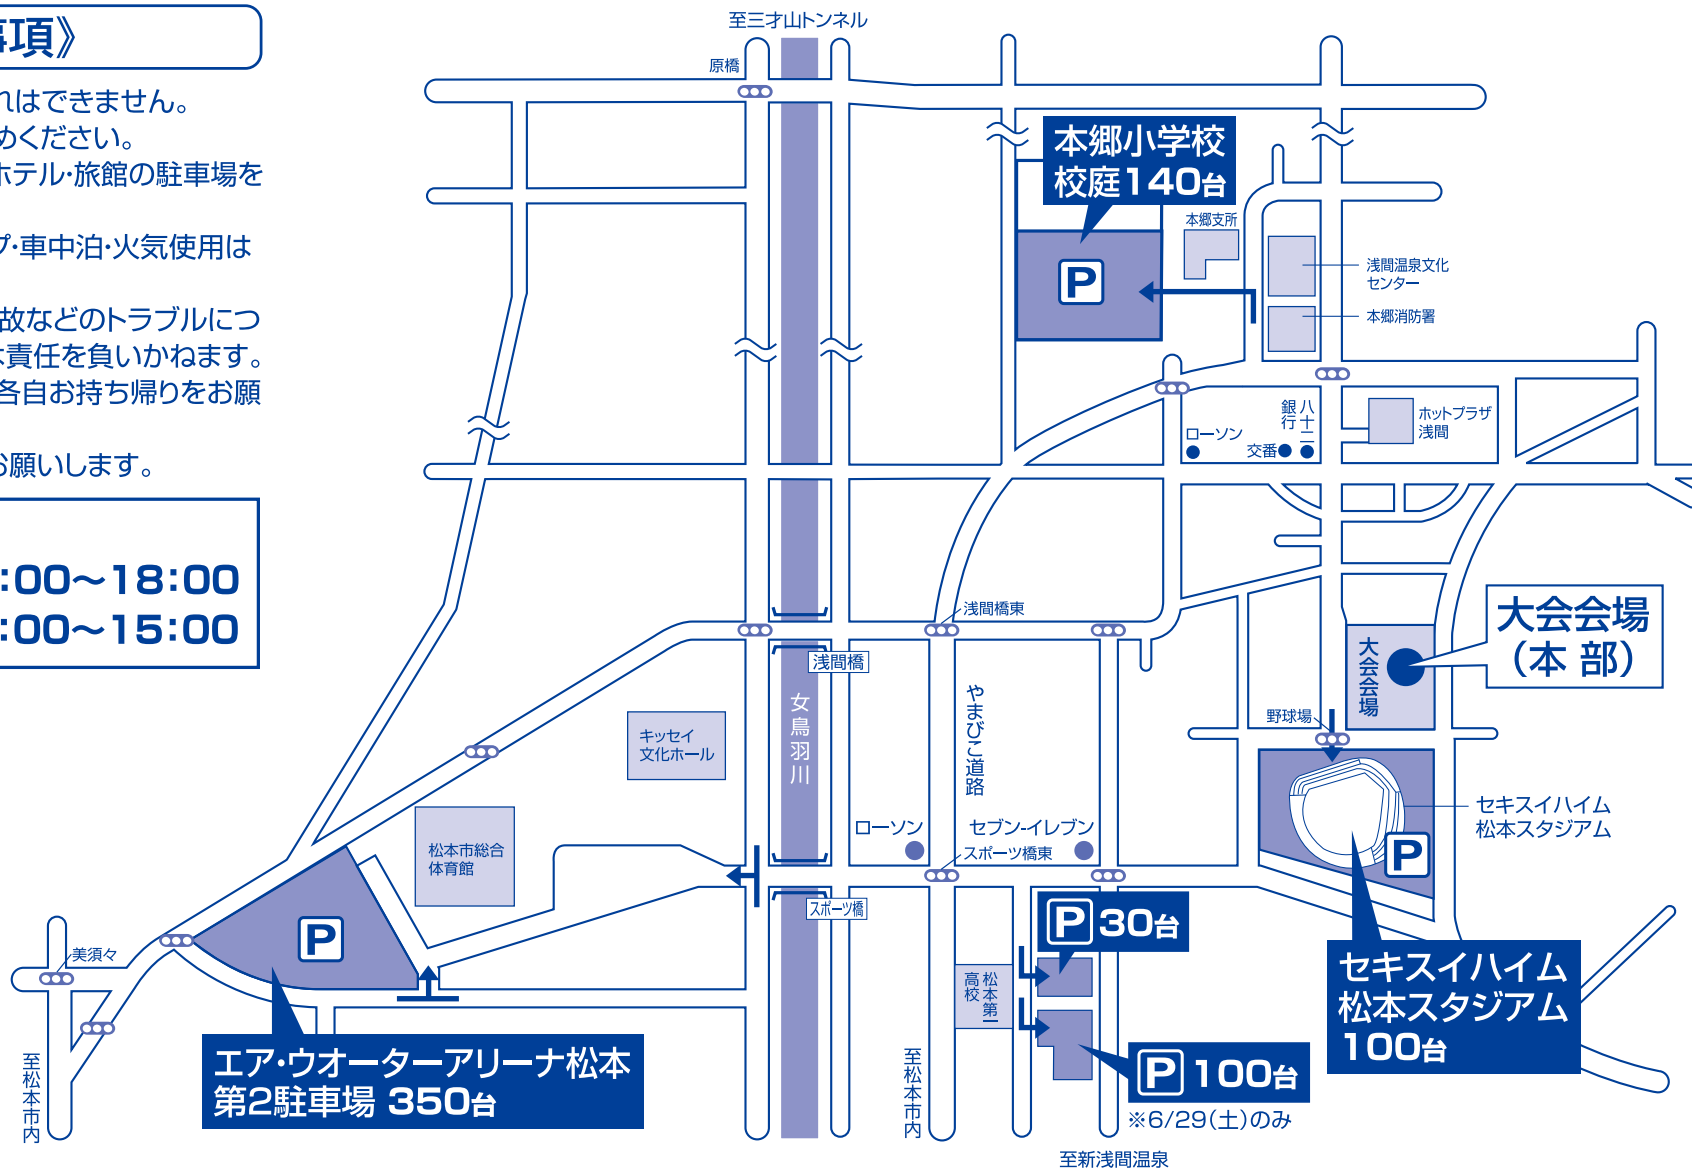 事項》
れはできません。
めください。
ホテル・旅館の駐車場を
プ・車中泊・火気使用は
故などのトラブルにつ
責任を負いかねます。
各自お持ち帰りをお願
お願いします。
:00〜18:00
:00〜15:00
至三才山トンネル
原橋
本郷小学校
校庭140台
P
本郷支所
浅間温泉文化
センター
本郷消防署
八十二
銀行
ホットプラザ
浅間
ローソン
交番
浅間橋東
浅間橋
大会会場
(本 部)
大会会場
野球場
女鳥羽川
やまびこ道路
キッセイ
文化ホール
セキスイハイム
松本スタジアム
ローソン
セブン-イレブン
スポーツ橋東
松本市総合
体育館
P
スポーツ橋
P 30台
P
美須々
松本第一
高校
セキスイハイム
松本スタジアム
100台
エア・ウオーターアリーナ松本
第2駐車場 350台
P 100台
※6/29(土)のみ
至松本市内
至松本市内
至新浅間温泉